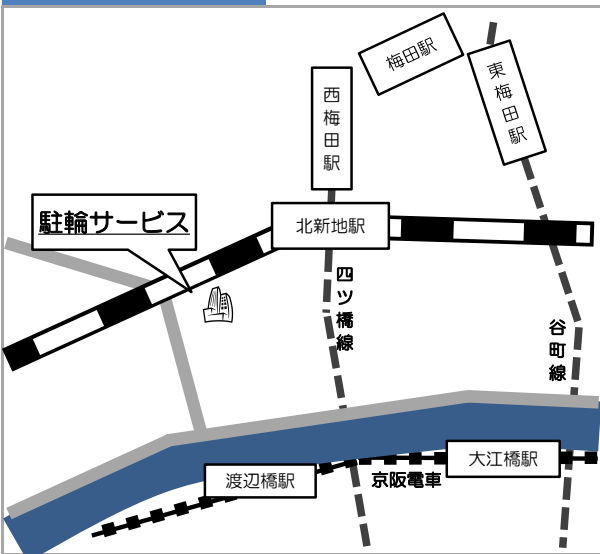 梅田駅
東梅田駅
西梅田駅
駐輪サービス
北新地駅
四ツ橋線
谷町線
大江橋駅
渡辺橋駅
京阪電車